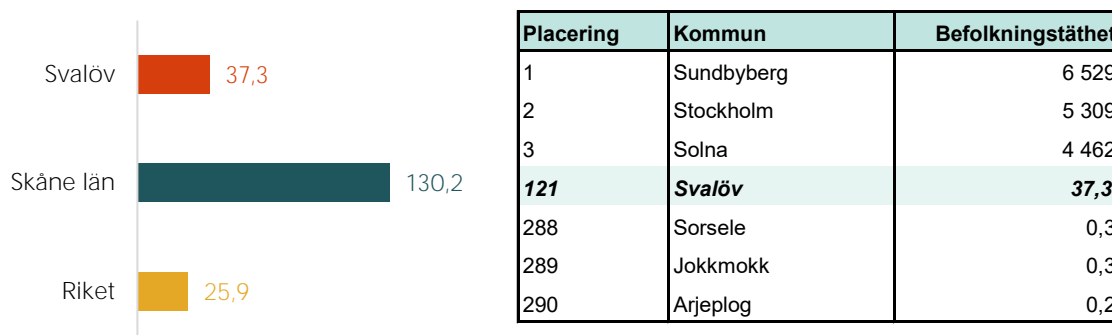 Svalöv 37,3
Skåne län 130,2
Riket 25,9
Placering Kommun Befolkningstäthet
1 Sundbyberg 6 529
2 Stockholm 5 309
3 Solna 4 462
121 Svalöv 37,3
288 Sorsele 0,3
289 Jokkmokk 0,3
290 Arjeplog 0,2